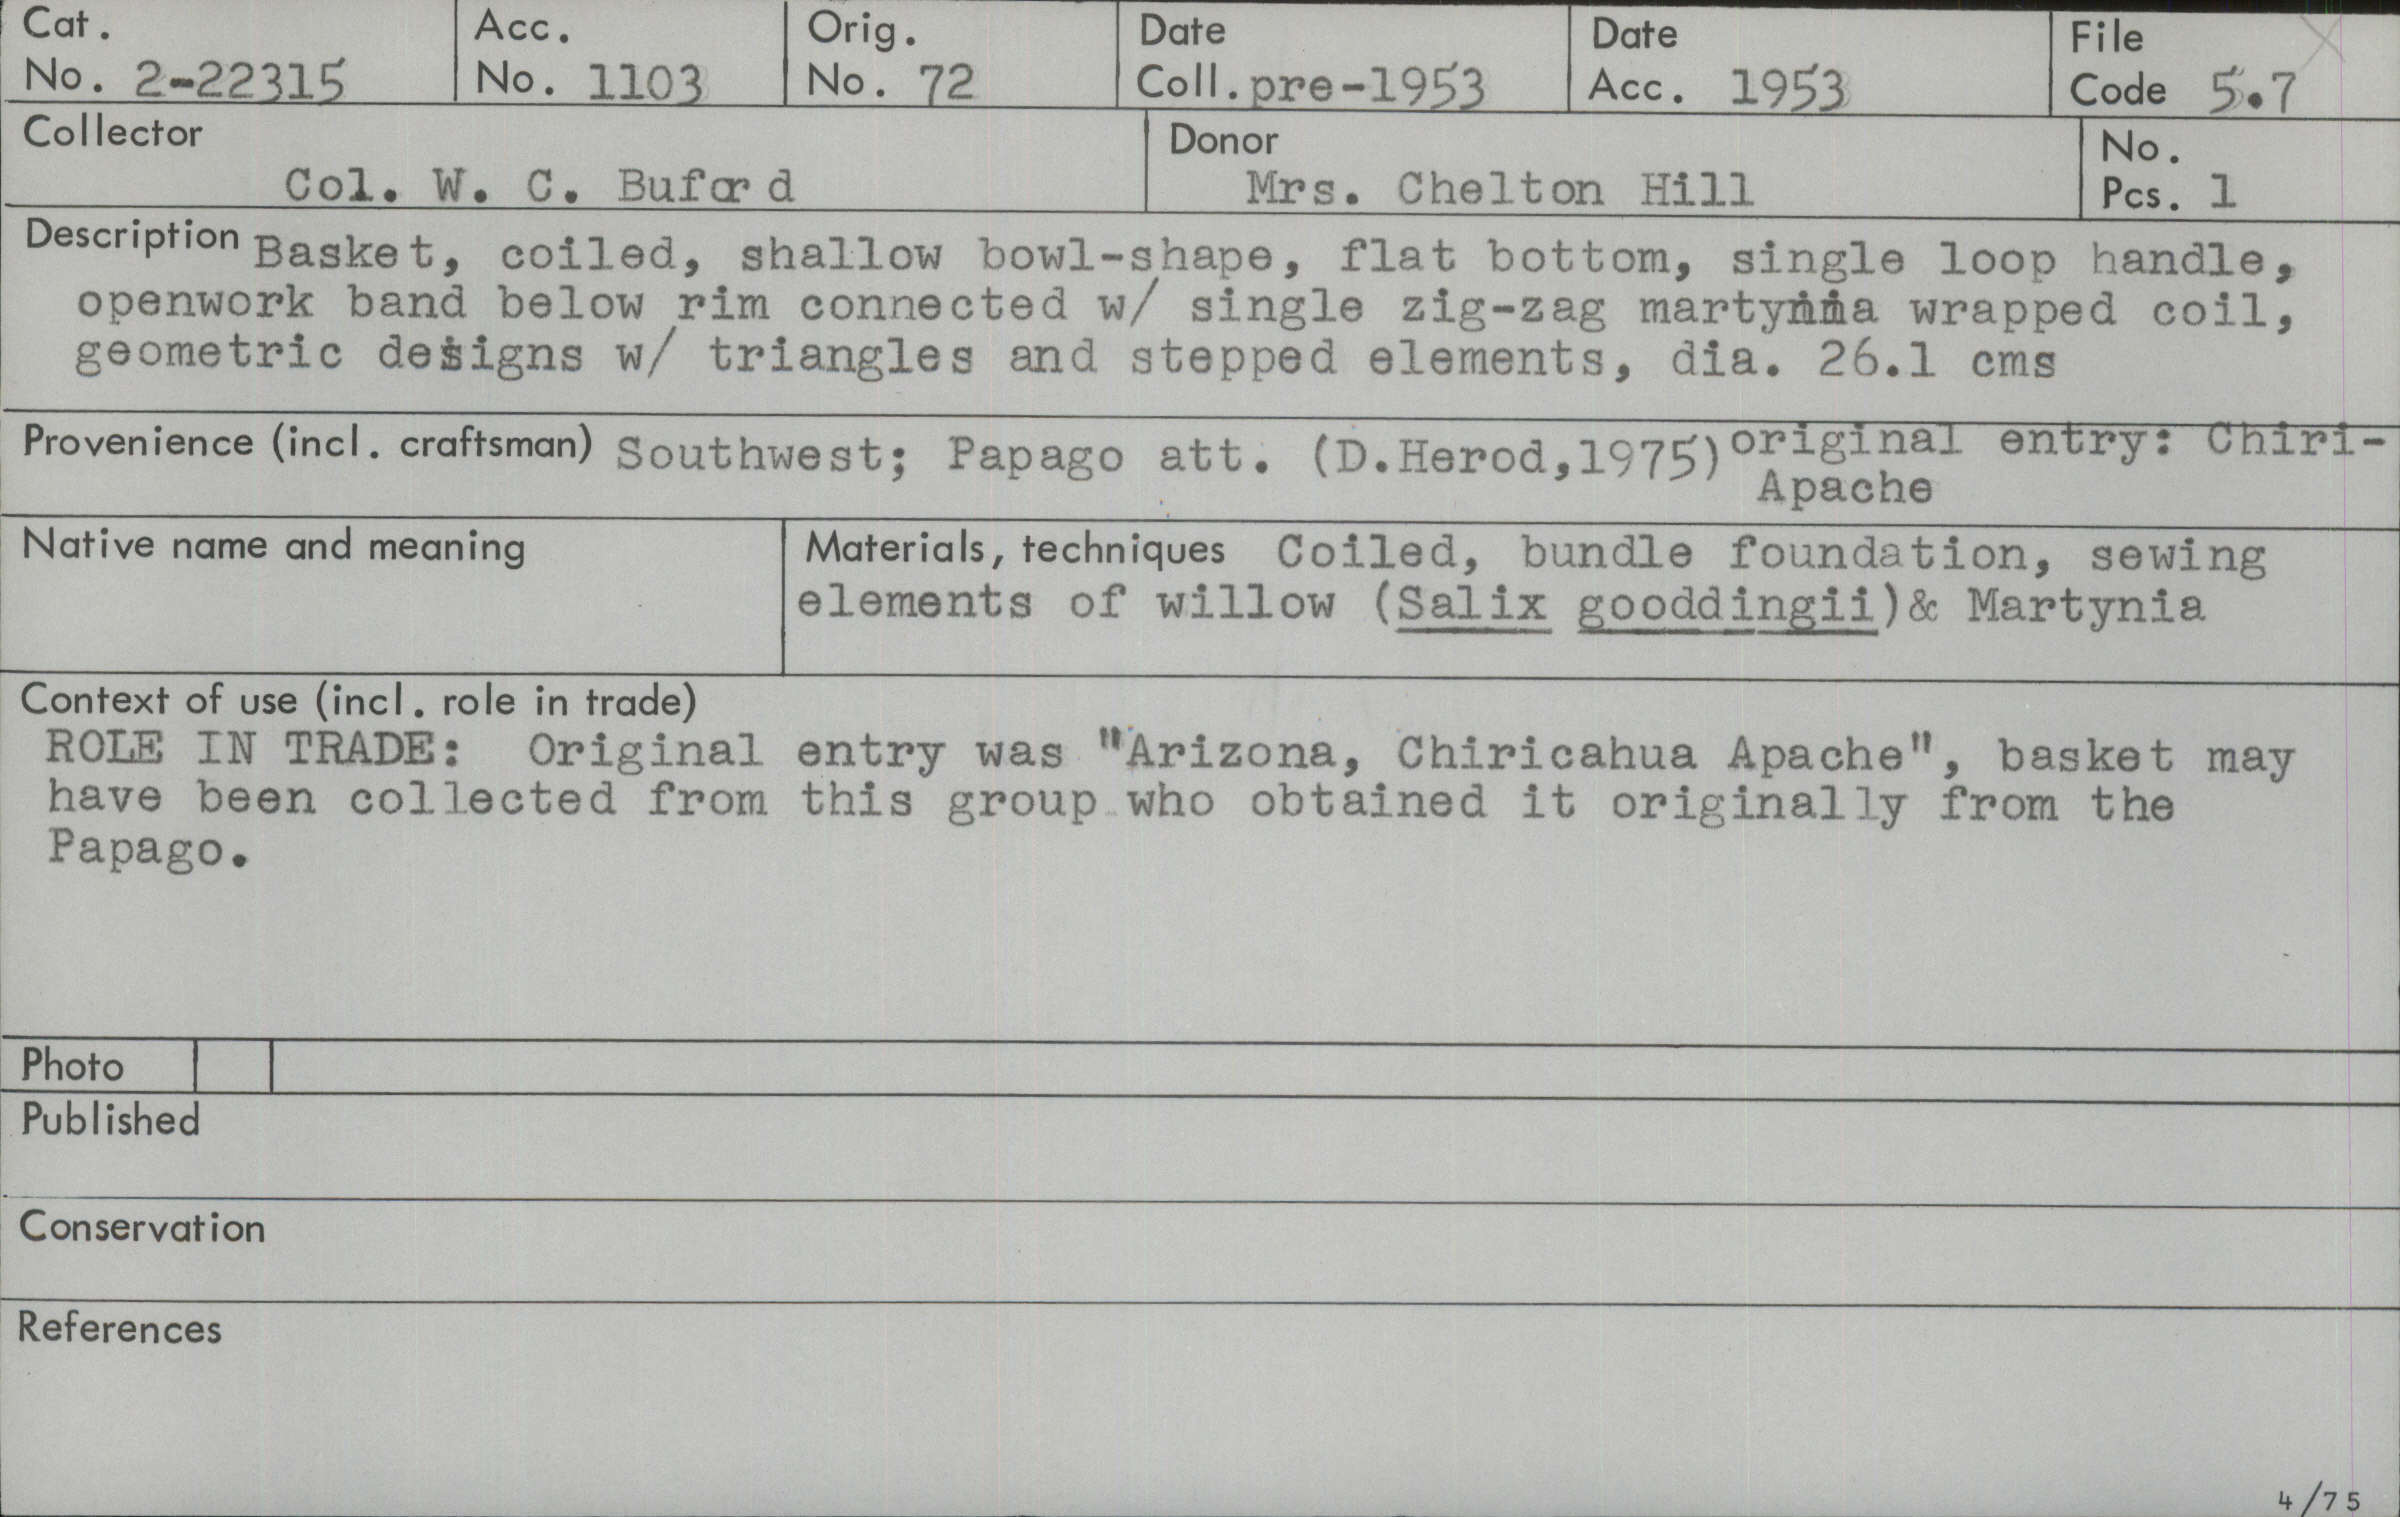 Cat. No. 2-22315
Acc. No. 1103
Orig. No. 72
Date Coll. pre-1953
Date Acc. 1953
File Code 5.7
Collector
Col. W. C. Buford
Donor
Mrs. Chelton Hill
No. Pcs. 1
Description Basket, coiled, shallow bowl-shape, flat bottom, single loop handle,
openwork band below rim connected w/ single zig-zag martynia wrapped coil,
geometric designs w/ triangles and stepped elements, dia. 26.1 cms
Provenience (incl. craftsman) Southwest; Papago att. (D.Herod,1975) original entry: Chiri-
Apache
Native name and meaning
Materials, techniques Coiled, bundle foundation, sewing
elements of willow (Salix gooddingii)& Martynia
Context of use (incl. role in trade)
ROLE IN TRADE: Original entry was "Arizona, Chiricahua Apache", basket may
have been collected from this group who obtained it originally from the
Papago.
Photo
Published
Conservation
References
4/75